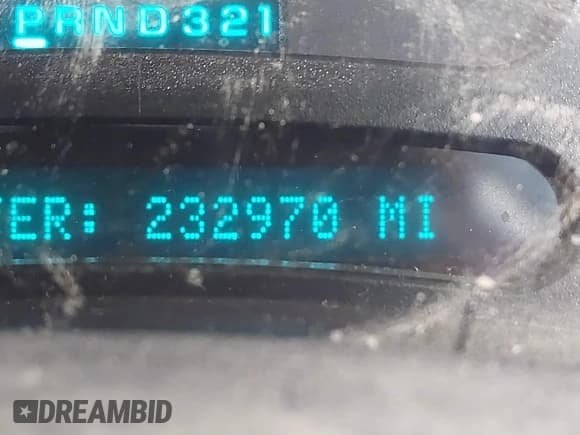 PRND321
ER: 232970 MI
DREAMBID